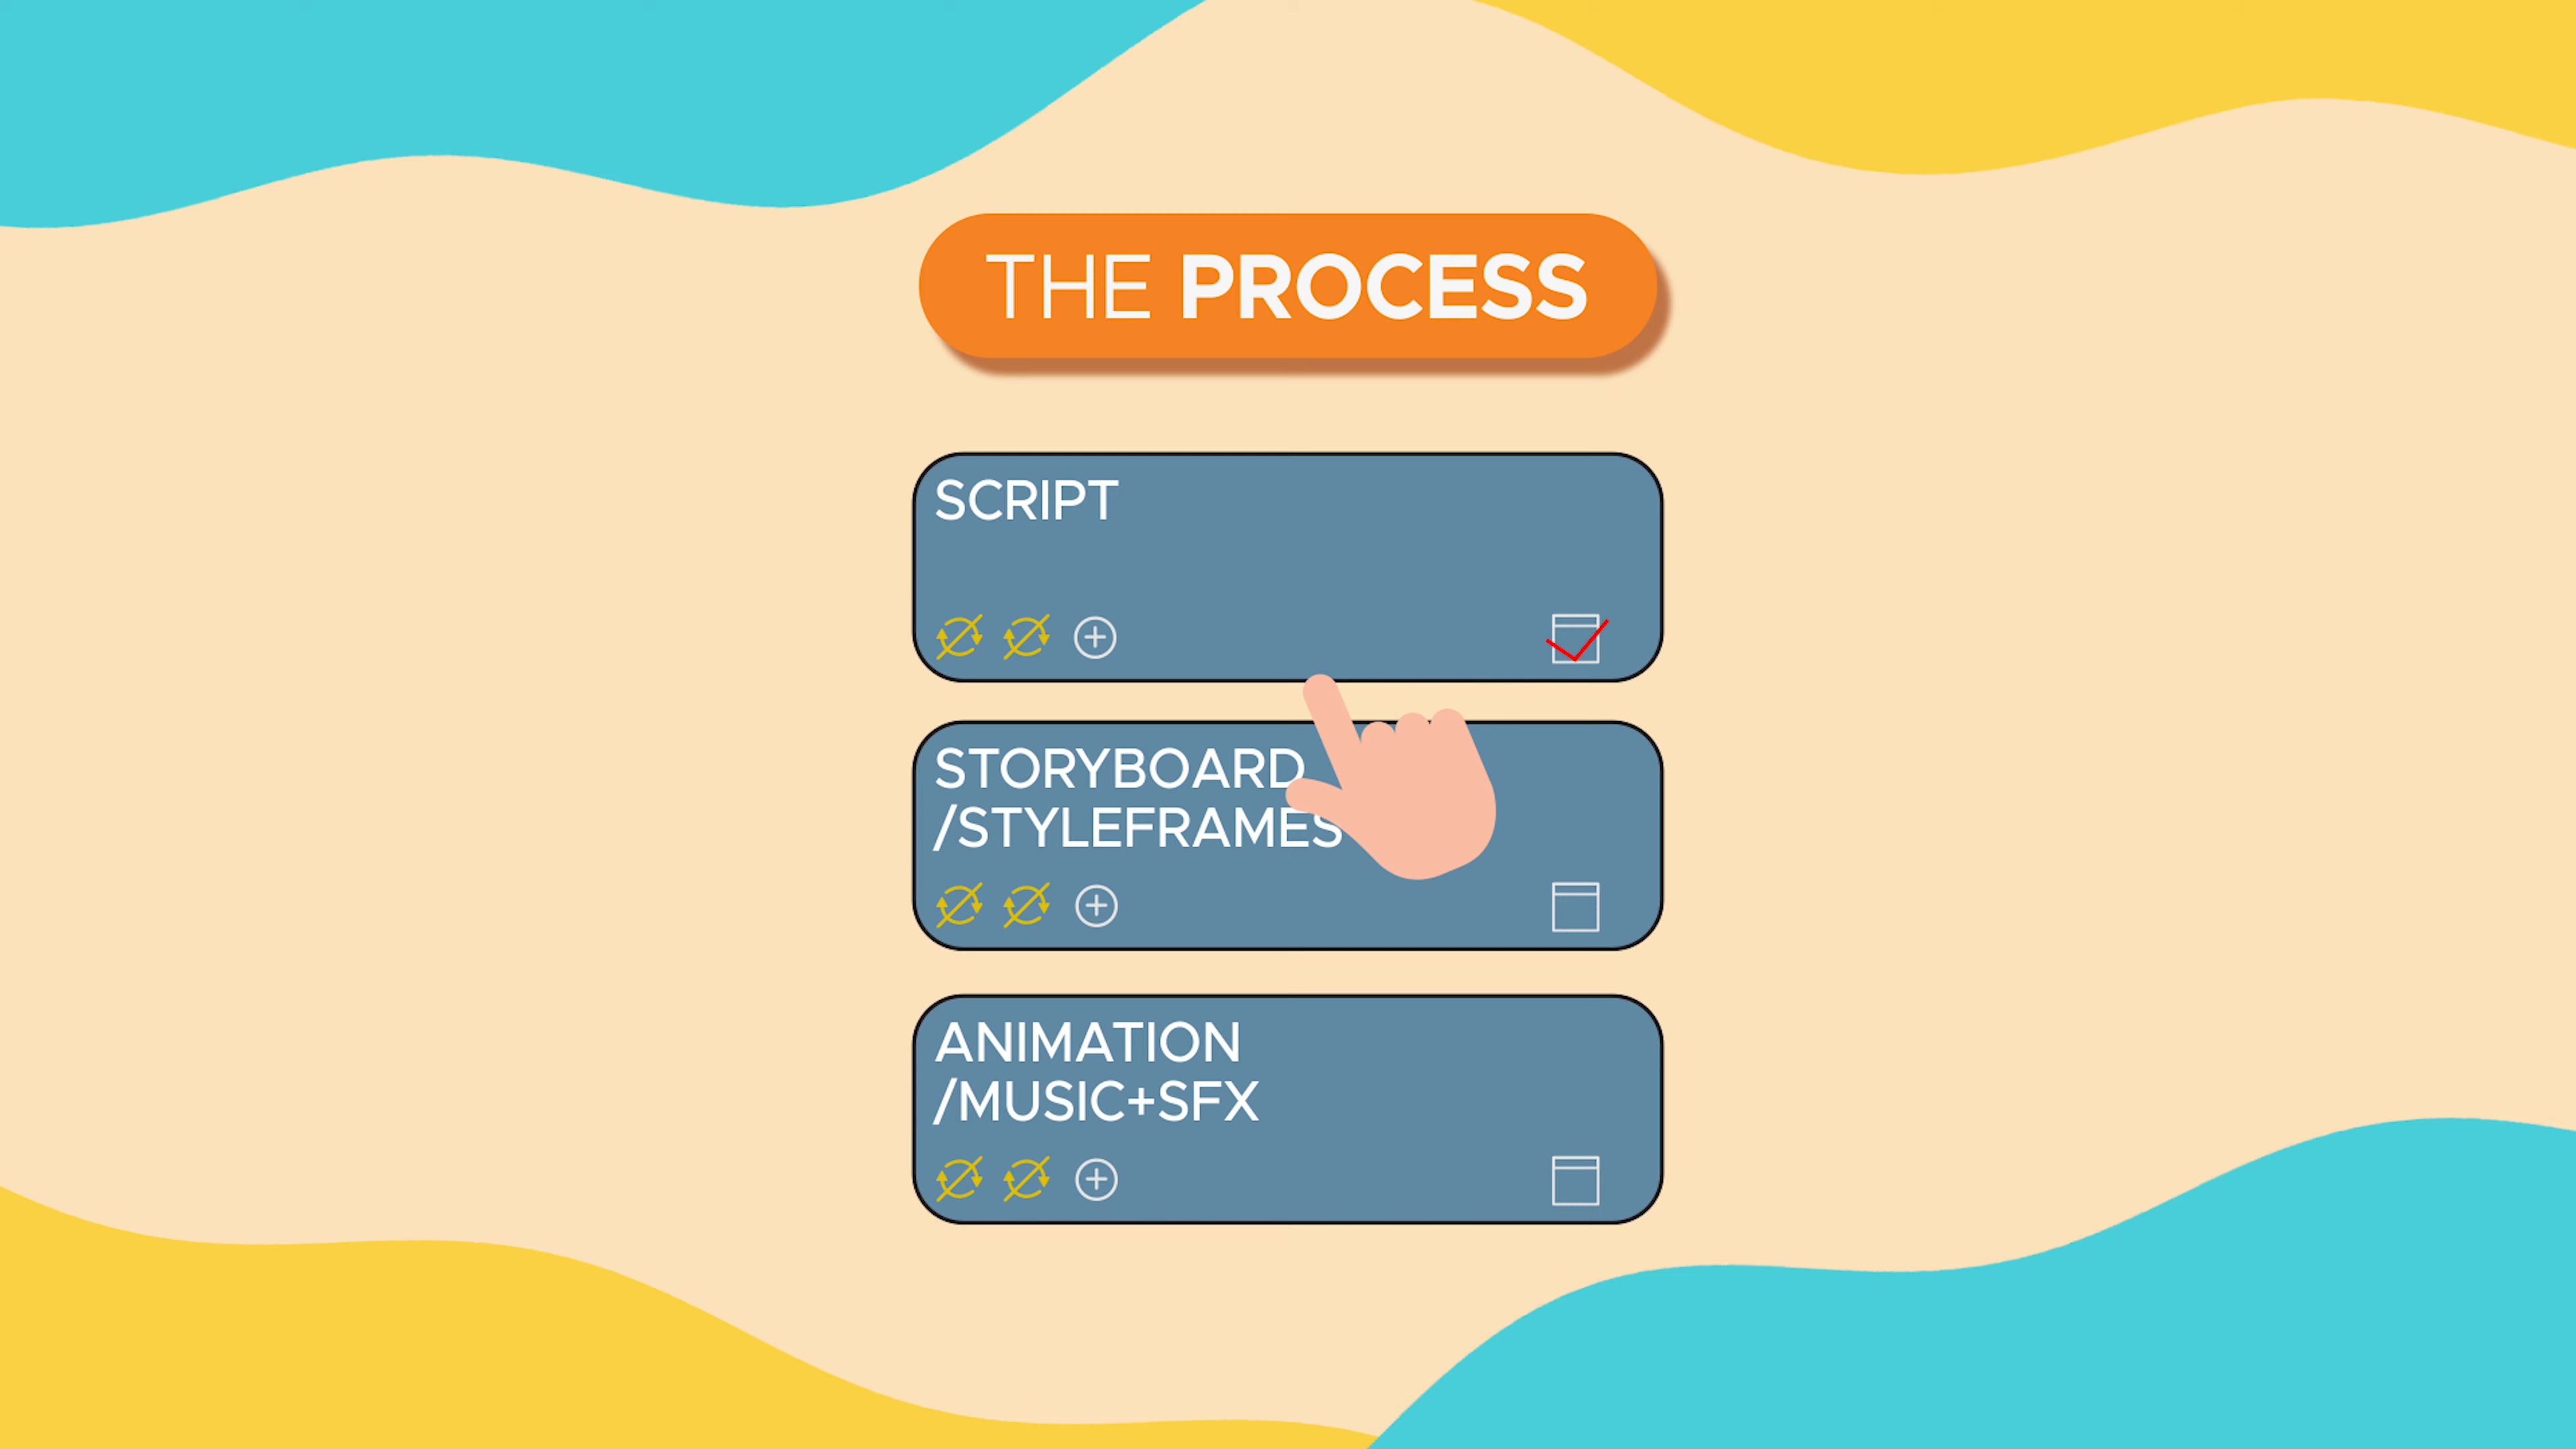 THE PROCESS
SCRIPT
STORYBOARD
/STYLEFRAMES
ANIMATION
/MUSIC+SFX